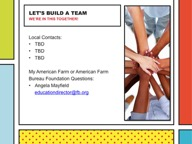 LET'S BUILD A TEAM
WE'RE IN THIS TOGETHER!
Local Contacts:
• TBD
• TBD
• TBD
My American Farm or American Farm
Bureau Foundation Questions:
• Angela Mayfield
educationdirector@fb.org